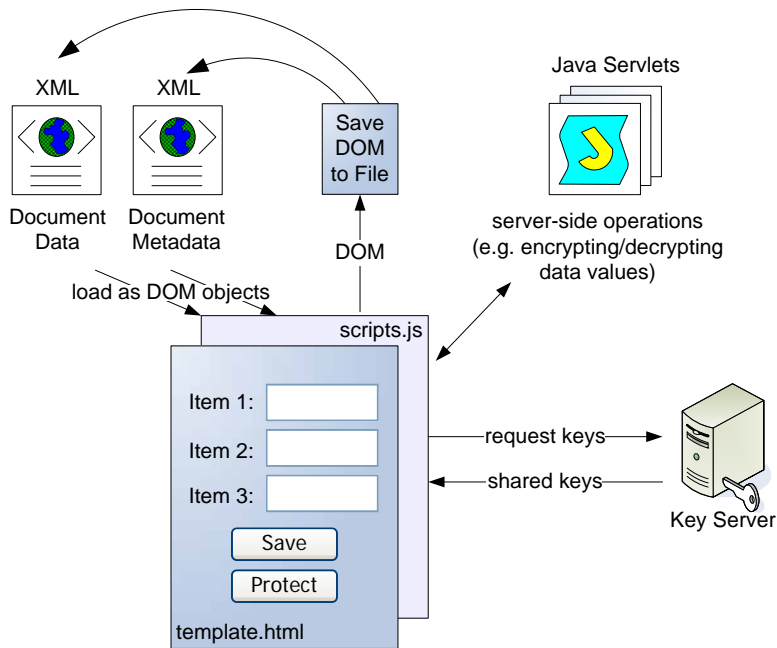 XML
XML
Java Servlets
Save
DOM
to File
Document
Data
Document
Metadata
server-side operations
(e.g. encrypting/decrypting
data values)
DOM
load as DOM objects
scripts.js
Item 1:
Item 2:
Item 3:
request keys
shared keys
Key Server
Save
Protect
template.html